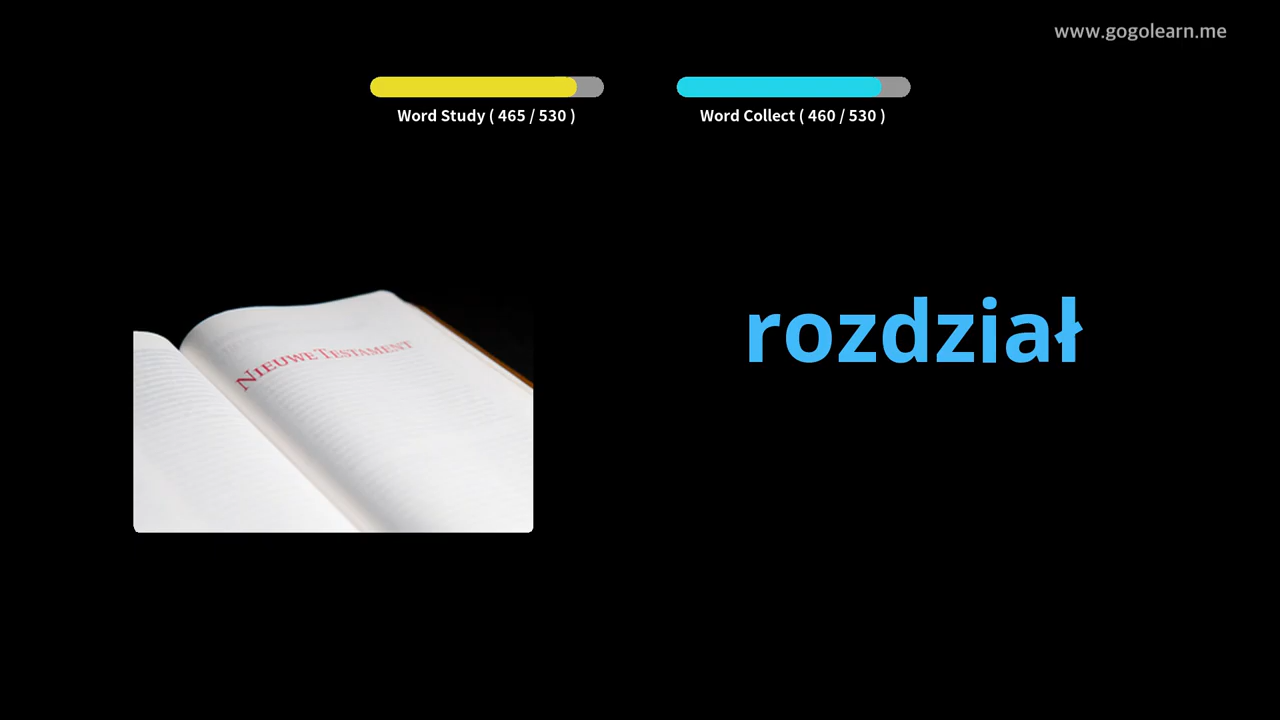 www.gogolearn.me
Word Study ( 465 / 530 )
Word Collect ( 460 / 530 )
NIEUWE TESTAMENT
rozdział